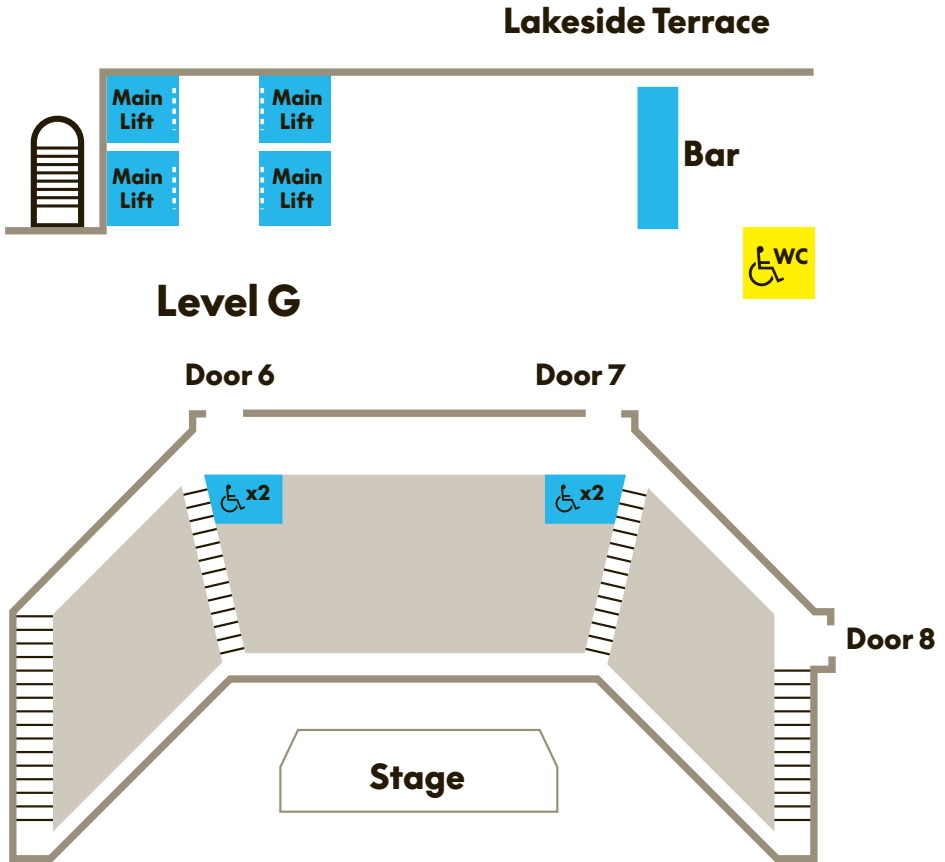 Lakeside Terrace
Main
Lift
Main
Lift
Bar
Main
Lift
Main
Lift
WC
Level G
Door 6
Door 7
x2
x2
Door 8
Stage